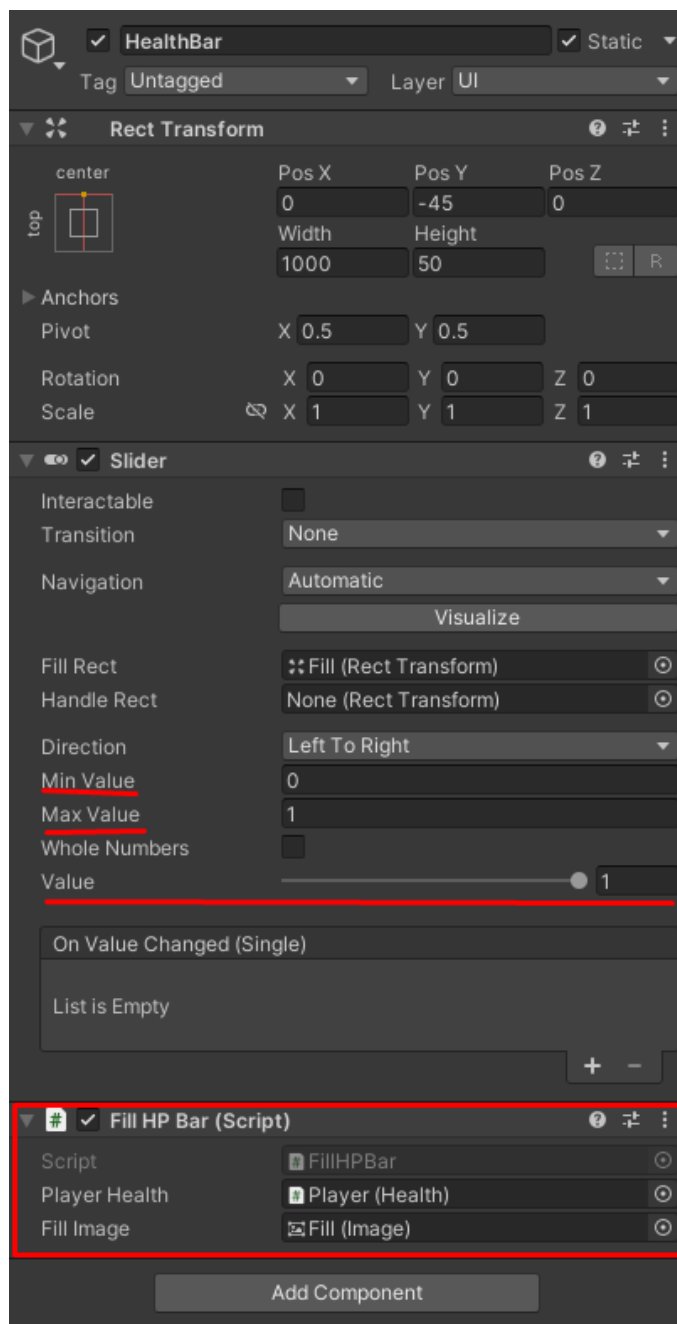 HealthBar Static
Tag Untagged Layer UI
Rect Transform
center Pos X Pos Y Pos Z
top 0 -45 0
Width Height
1000 50 R
Anchors
Pivot X 0.5 Y 0.5
Rotation X 0 Y 0 Z 0
Scale X 1 Y 1 Z 1
Slider
Interactable
Transition None
Navigation Automatic
Visualize
Fill Rect Fill (Rect Transform)
Handle Rect None (Rect Transform)
Direction Left To Right
Min Value 0
Max Value 1
Whole Numbers
Value 1
On Value Changed (Single)
List is Empty
+ −
# Fill HP Bar (Script)
Script # FillHPBar
Player Health # Player (Health)
Fill Image Fill (Image)
Add Component